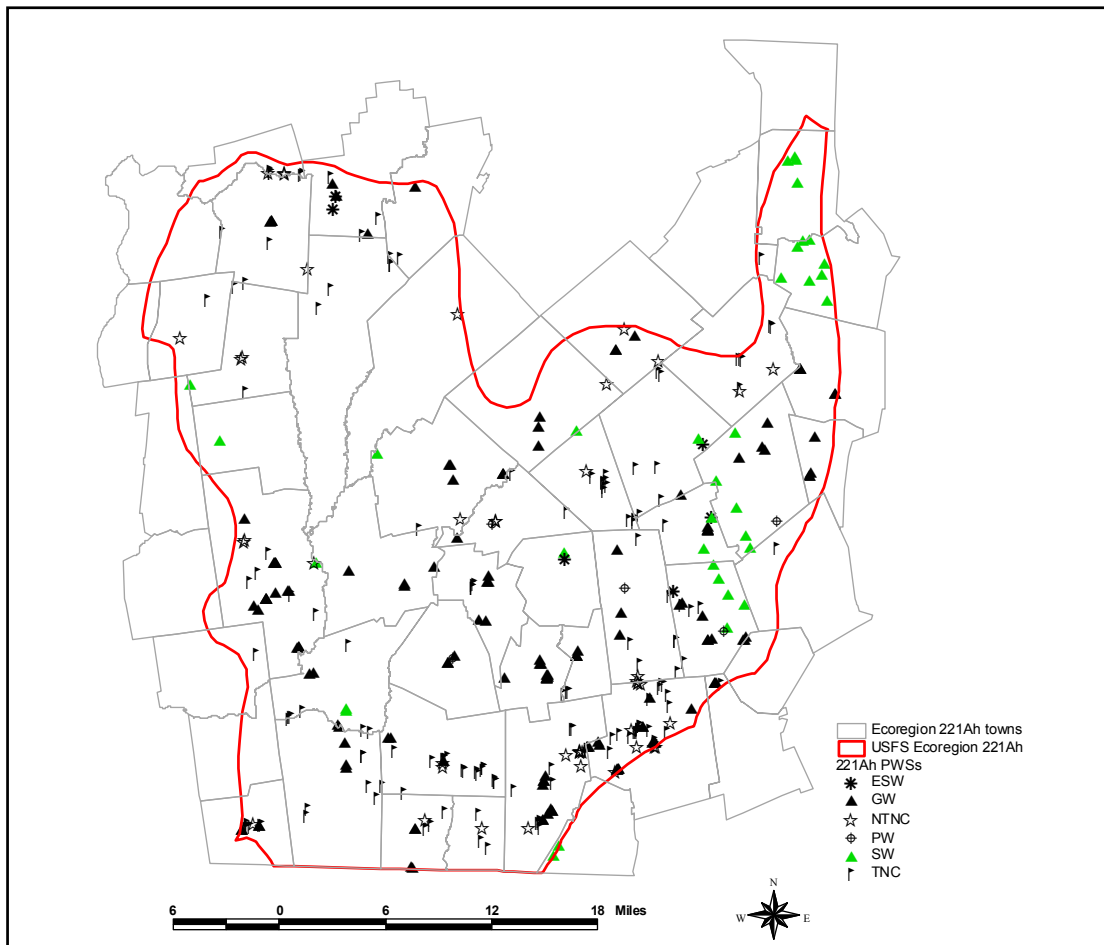 Ecoregion 221Ah towns
USFS Ecoregion 221Ah
221Ah PWSs
ESW
GW
NTNC
PW
SW
TNC
6 0 6 12 18 Miles
N
W E
S